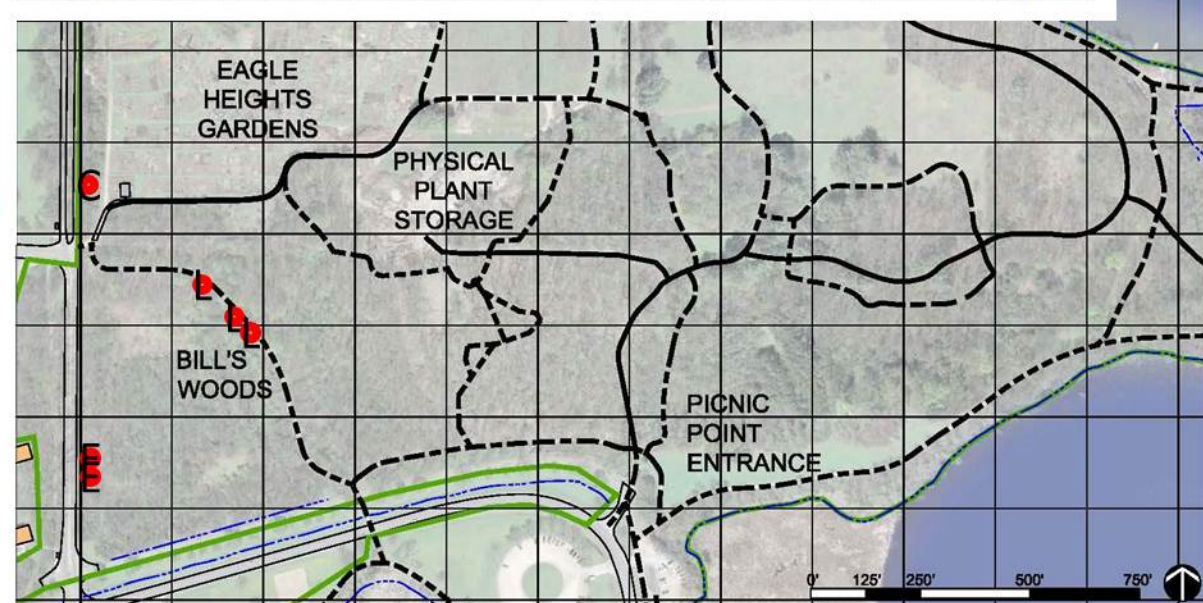 EAGLE
HEIGHTS
GARDENS
PHYSICAL
PLANT
STORAGE
C
L
L
L
BILL'S
WOODS
E
E
PICNIC
POINT
ENTRANCE
0' 125' 250' 500' 750'